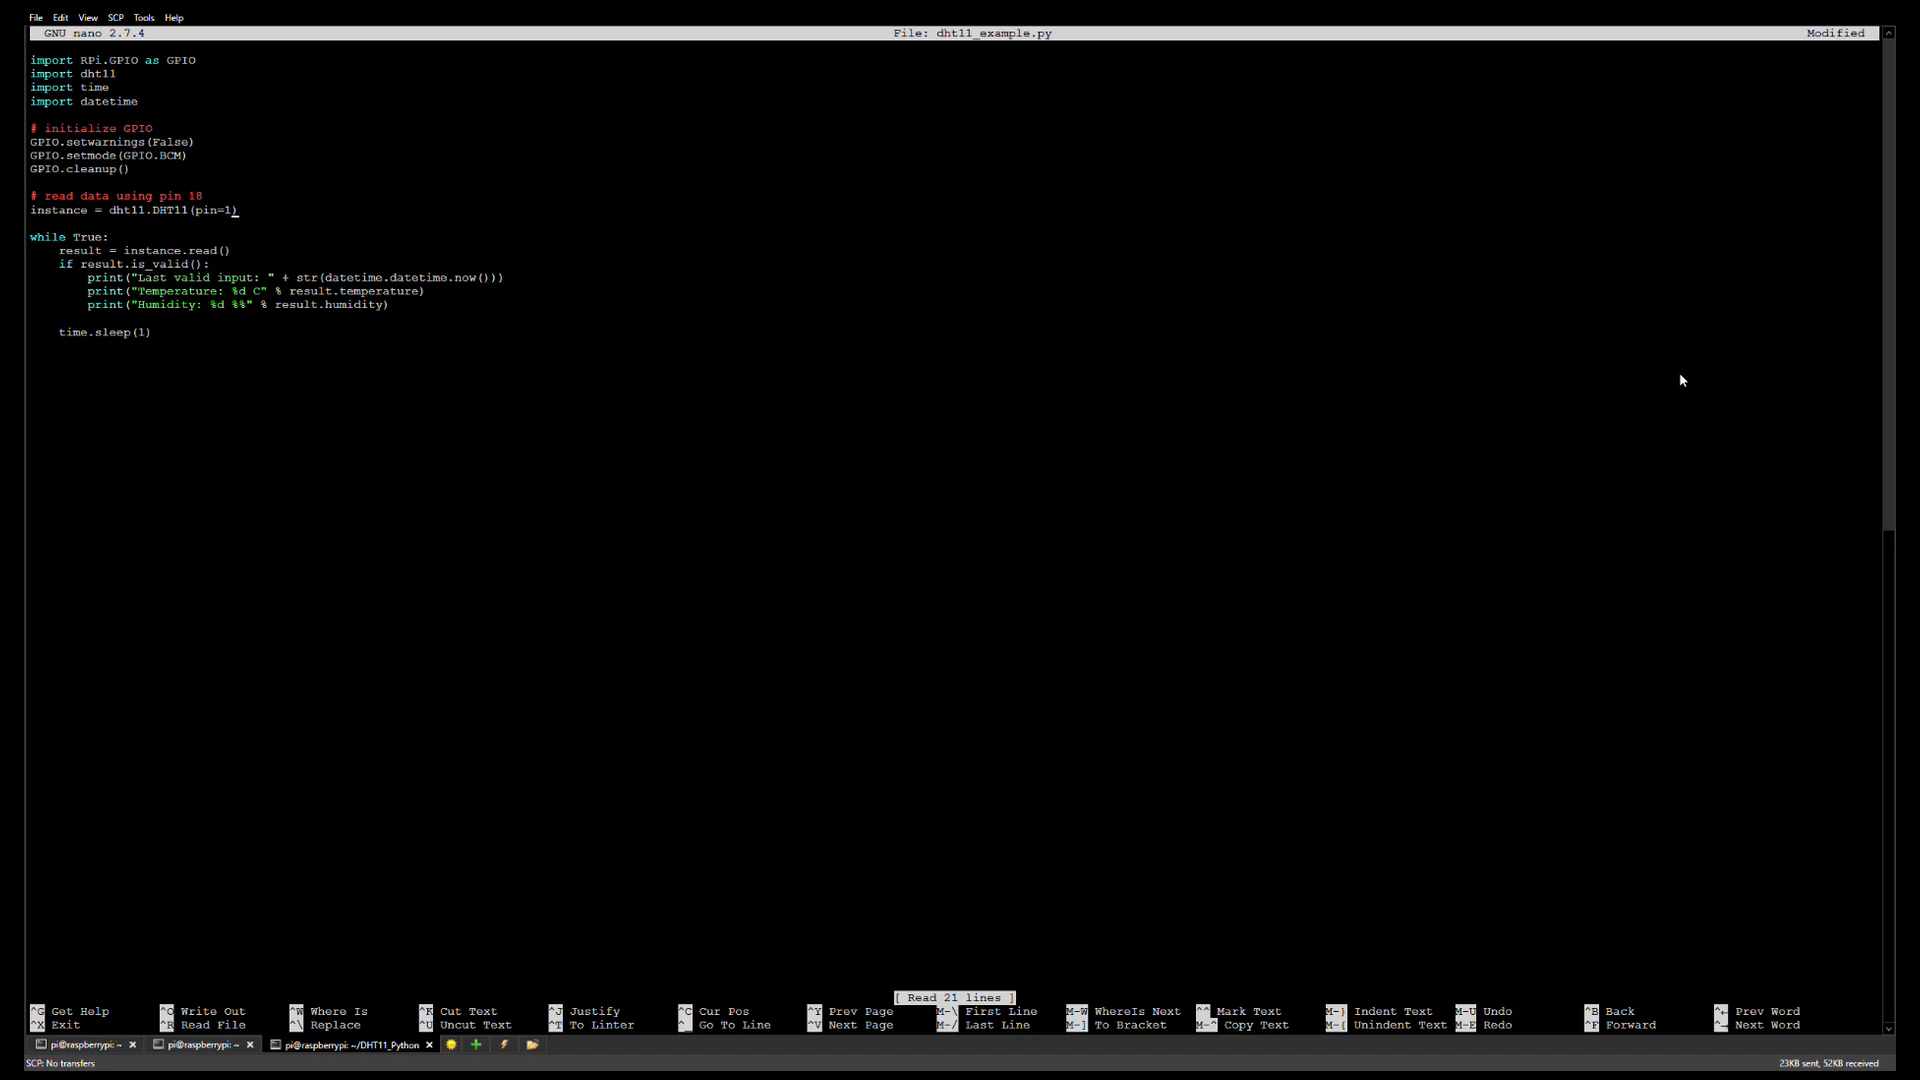 File Edit View SCP Tools Help
GNU nano 2.7.4 File: dht11_example.py Modified
import RPi.GPIO as GPIO
import dht11
import time
import datetime
# initialize GPIO
GPIO.setwarnings(False)
GPIO.setmode(GPIO.BCM)
GPIO.cleanup()
# read data using pin 18
instance = dht11.DHT11(pin=1)
while True:
    result = instance.read()
    if result.is_valid():
        print("Last valid input: " + str(datetime.datetime.now()))
        print("Temperature: %d C" % result.temperature)
        print("Humidity: %d %%" % result.humidity)
    time.sleep(1)
[ Read 21 lines ]
^G Get Help ^O Write Out ^W Where Is ^K Cut Text ^J Justify ^C Cur Pos ^Y Prev Page M-\ First Line M-W WhereIs Next ^^ Mark Text M-} Indent Text M-U Undo ^B Back ^← Prev Word
^X Exit ^R Read File ^\ Replace ^U Uncut Text ^T To Linter ^_ Go To Line ^V Next Page M-/ Last Line M-] To Bracket M-^ Copy Text M-{ Unindent Text M-E Redo ^F Forward ^→ Next Word
pi@raspberrypi: ~ pi@raspberrypi: ~ pi@raspberrypi: ~/DHT11_Python
SCP: No transfers 23KB sent, 52KB received